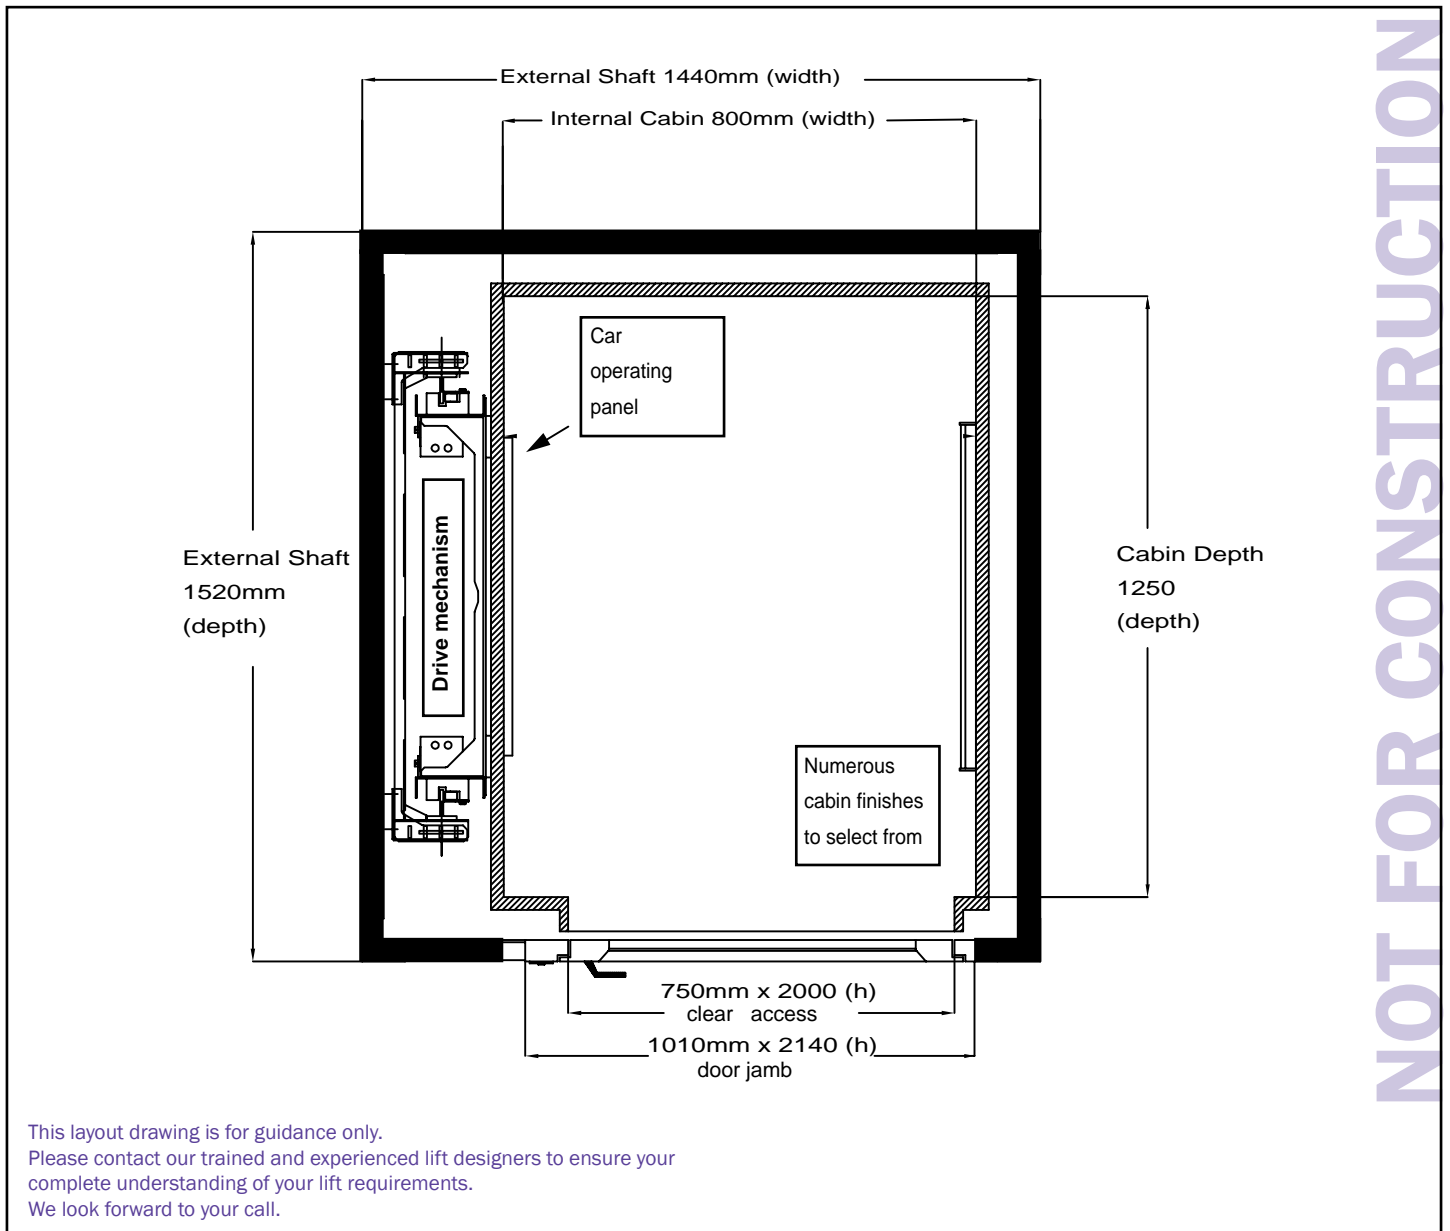 External Shaft 1440mm (width)
Internal Cabin 800mm (width)
Car
operating
panel
External Shaft
1520mm
(depth)
Drive mechanism
Cabin Depth
1250
(depth)
Numerous
cabin finishes
to select from
750mm x 2000 (h)
clear access
1010mm x 2140 (h)
door jamb
NOT FOR CONSTRUCTION
This layout drawing is for guidance only.
Please contact our trained and experienced lift designers to ensure your
complete understanding of your lift requirements.
We look forward to your call.